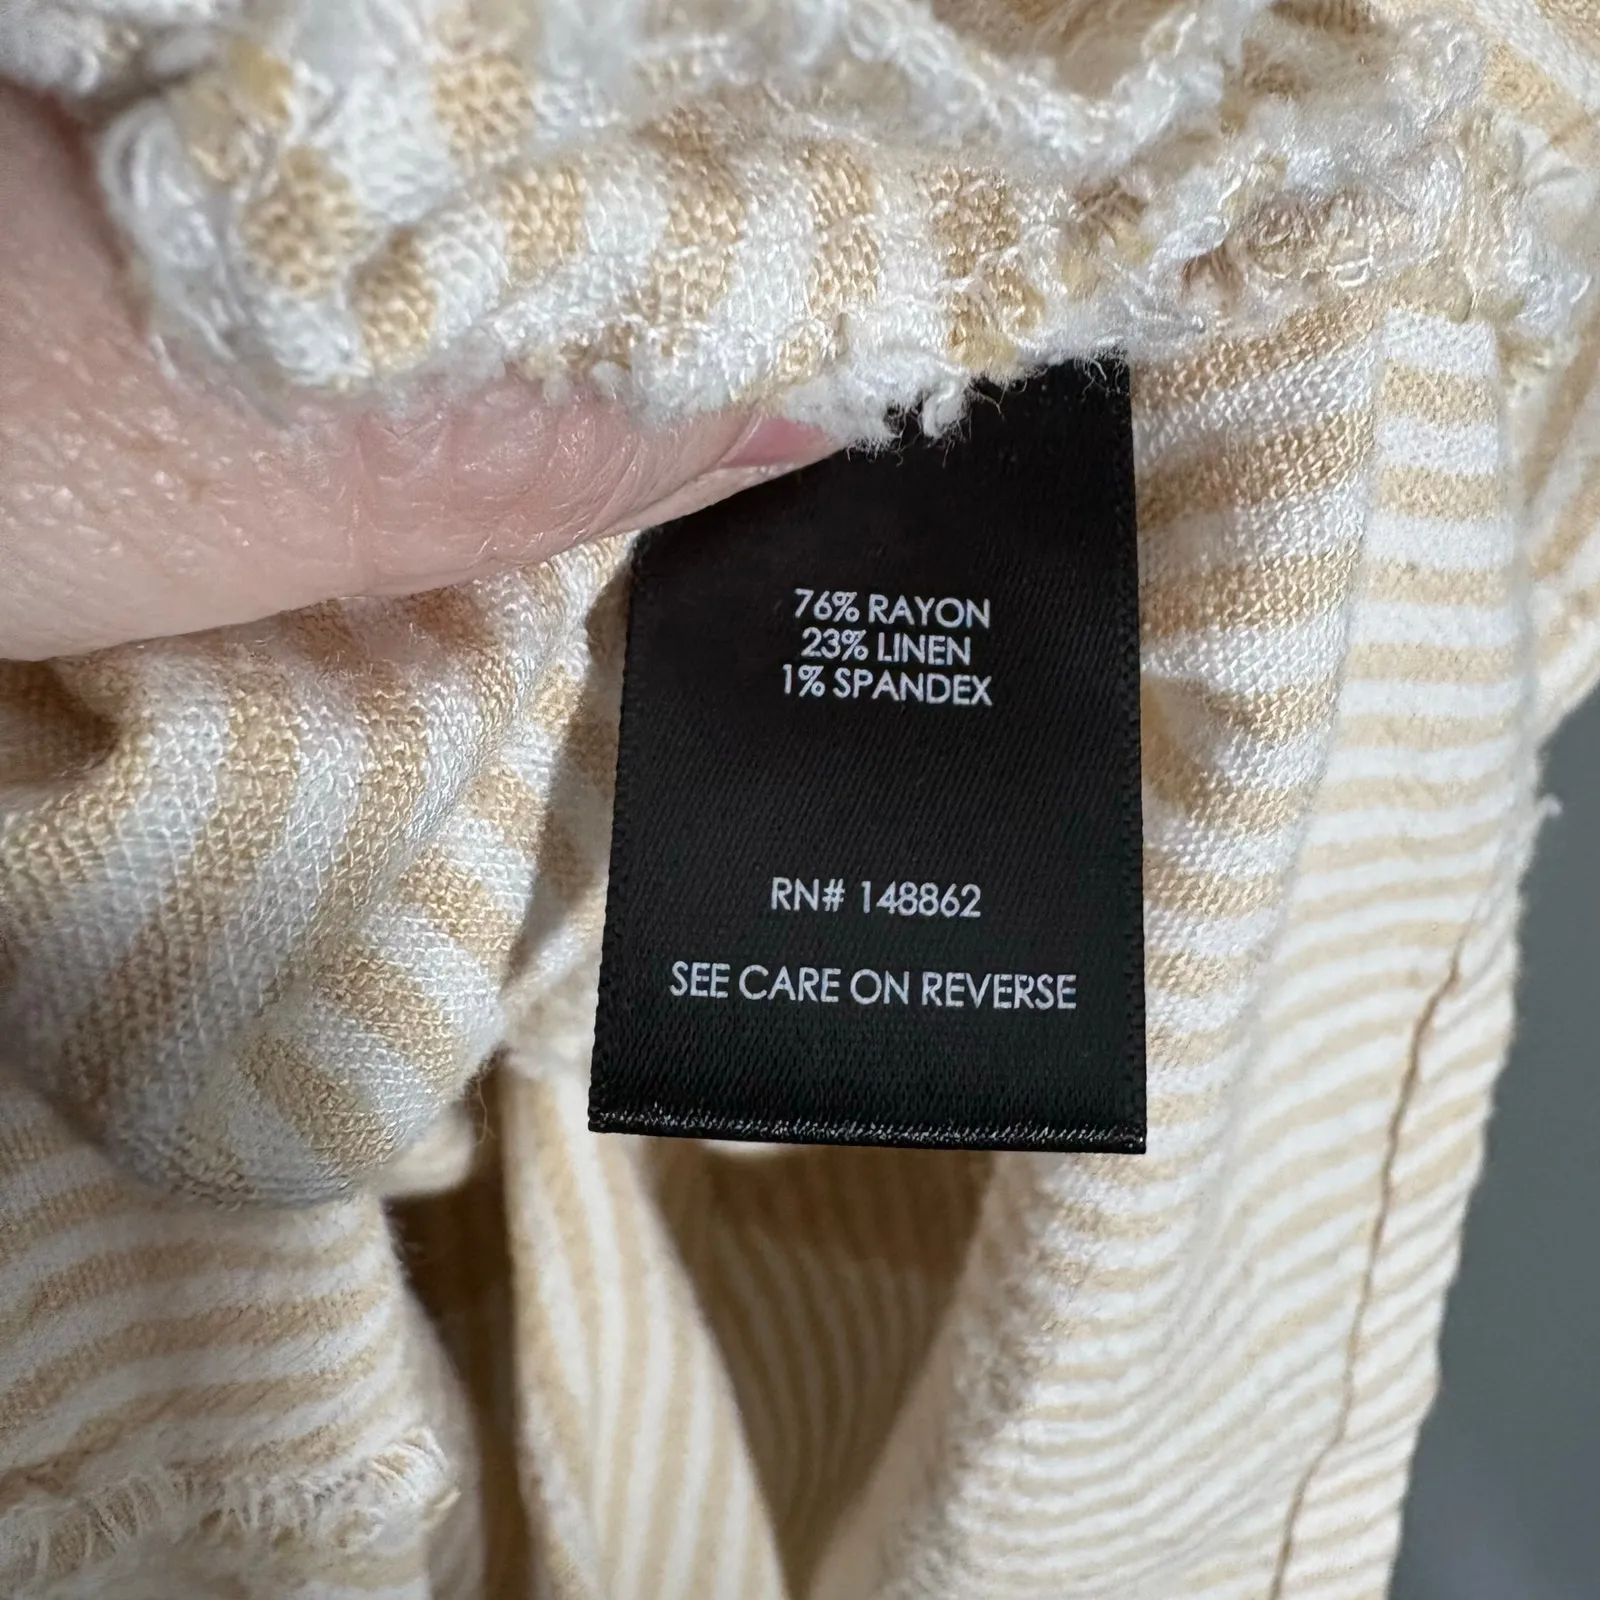 76% RAYON
23% LINEN
1% SPANDEX
RN# 148862
SEE CARE ON REVERSE